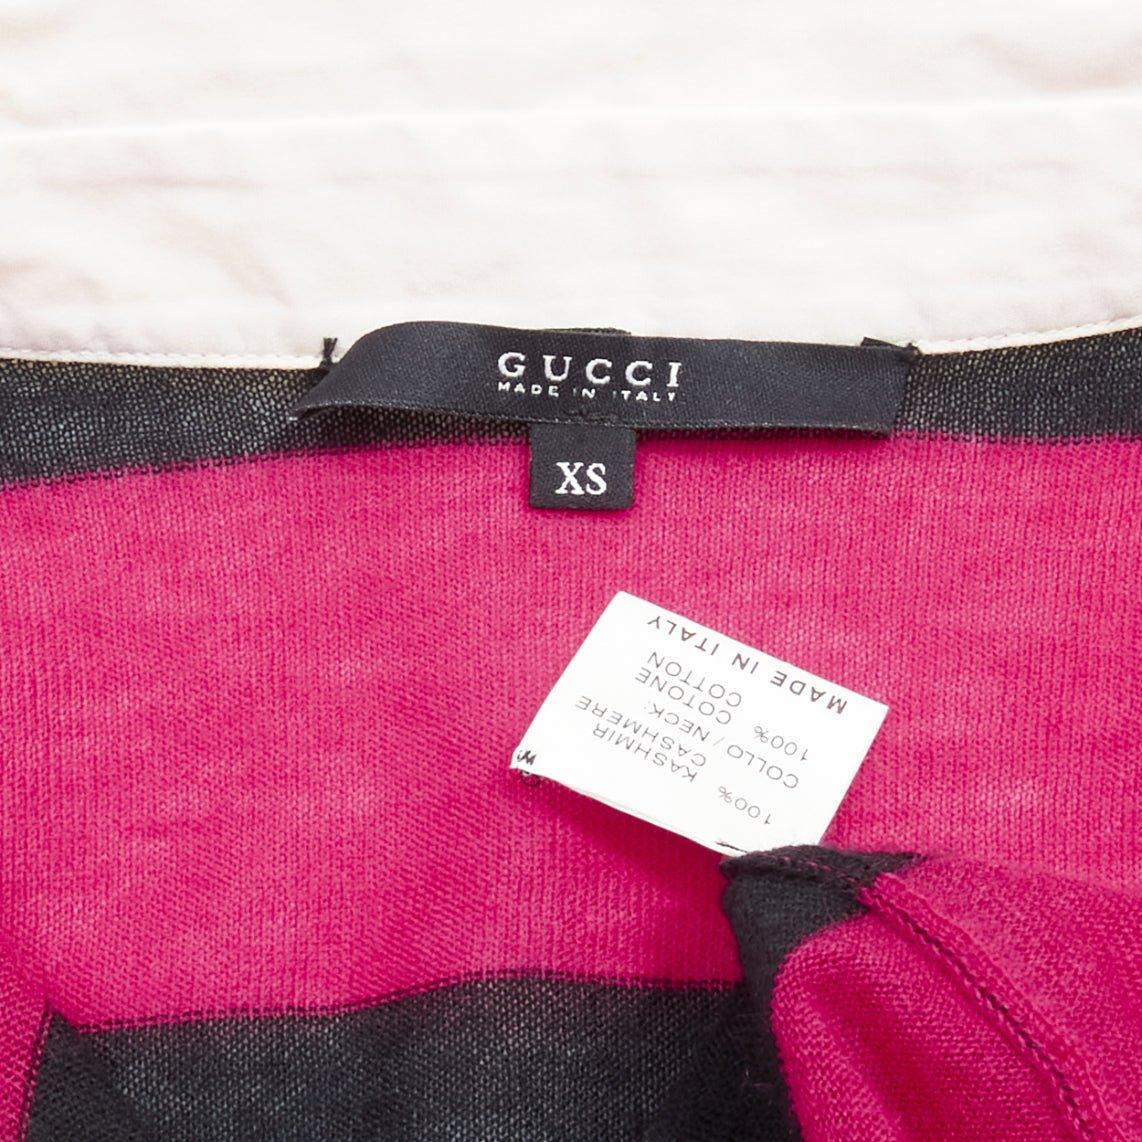 GUCCI
MADE IN ITALY
XS
100%
KASHMIR
CASHMERE
COLLO / NECK:
100% COTONE
COTTON
MADE IN ITALY